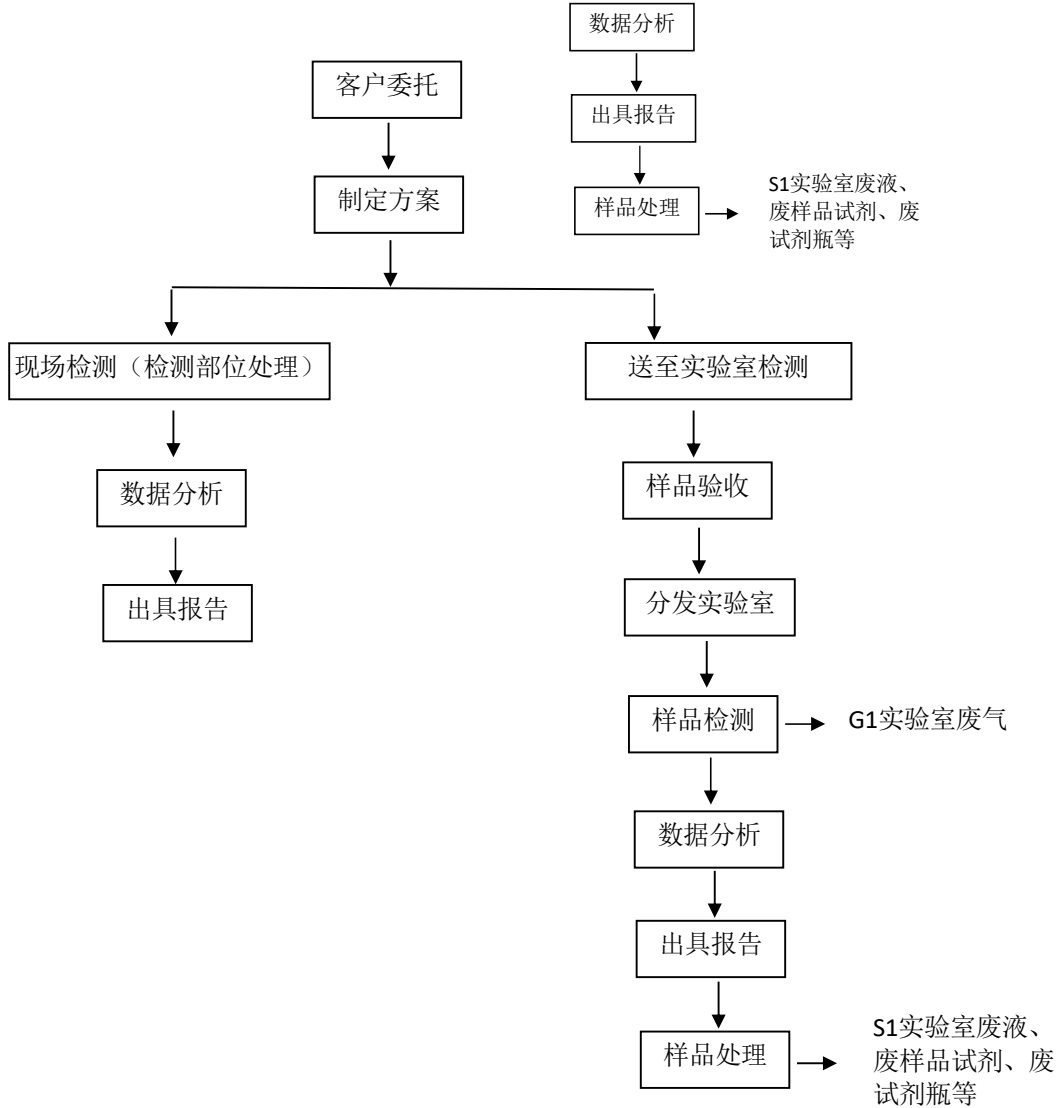 数据分析
客户委托
出具报告
制定方案
样品处理
S1实验室废液、
废样品试剂、废
试剂瓶等
现场检测（检测部位处理）
送至实验室检测
数据分析
样品验收
出具报告
分发实验室
样品检测
G1实验室废气
数据分析
出具报告
样品处理
S1实验室废液、
废样品试剂、废
试剂瓶等